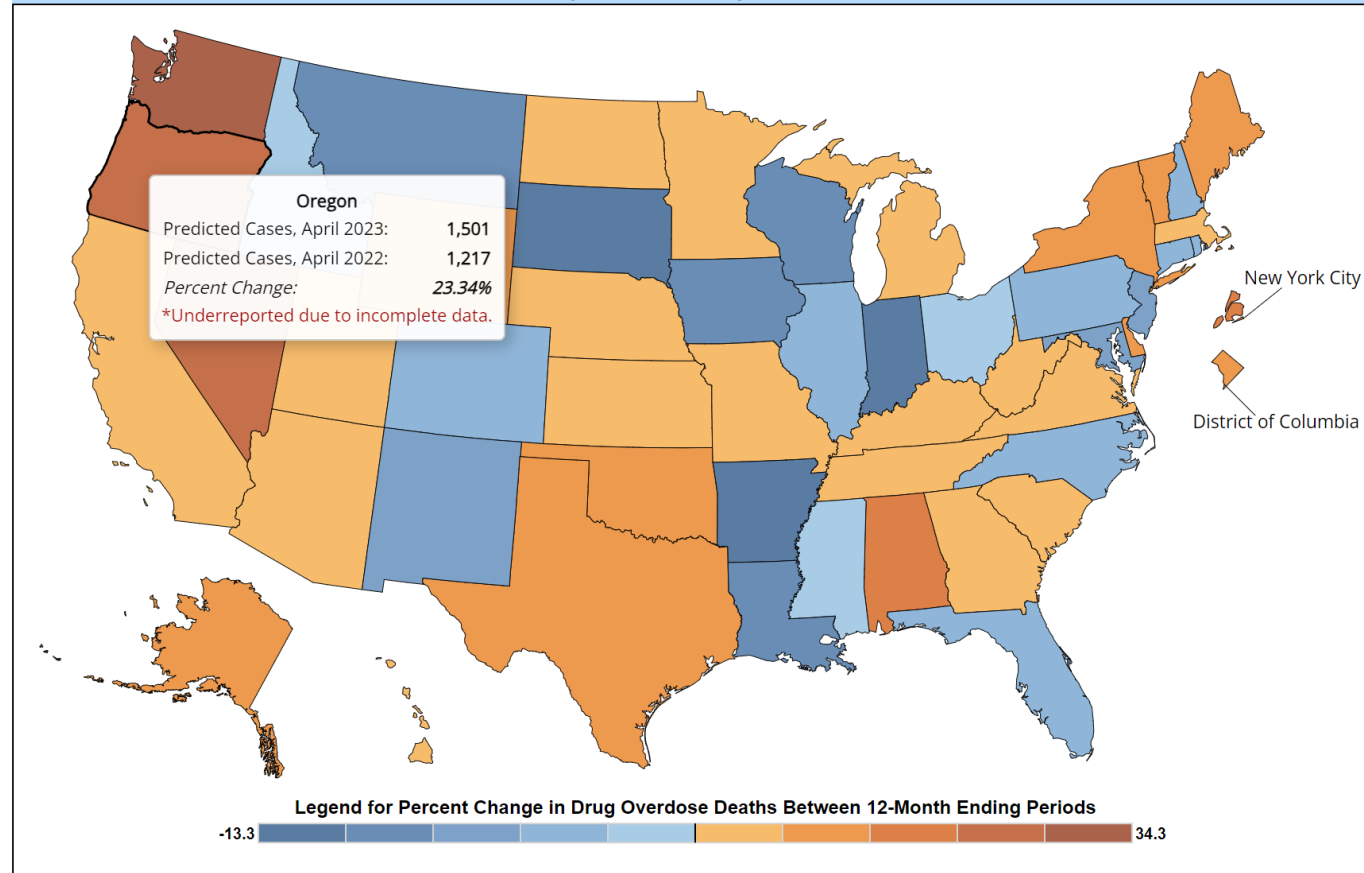 Oregon
Predicted Cases, April 2023: 1,501
Predicted Cases, April 2022: 1,217
Percent Change: 23.34%
*Underreported due to incomplete data.
New York City
District of Columbia
Legend for Percent Change in Drug Overdose Deaths Between 12-Month Ending Periods
-13.3 34.3